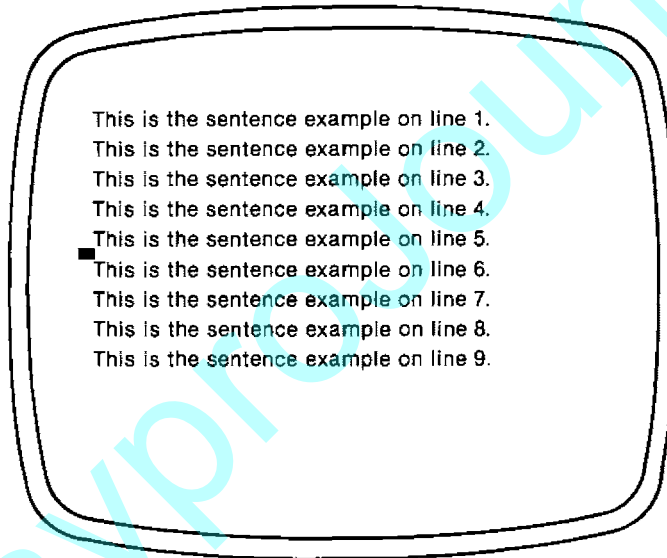 This is the sentence example on line 1.
This is the sentence example on line 2.
This is the sentence example on line 3.
This is the sentence example on line 4.
This is the sentence example on line 5.
This is the sentence example on line 6.
This is the sentence example on line 7.
This is the sentence example on line 8.
This is the sentence example on line 9.